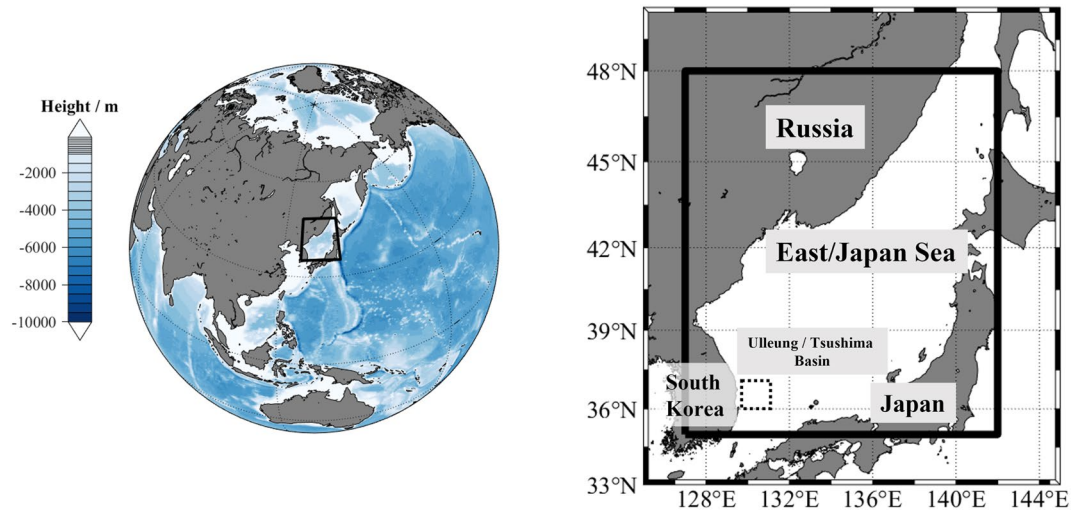 Height / m
-2000
-4000
-6000
-8000
-10000
48°N
45°N
42°N
39°N
36°N
33°N
Russia
East/Japan Sea
Ulleung / Tsushima
Basin
South
Korea
Japan
128°E
132°E
136°E
140°E
144°E